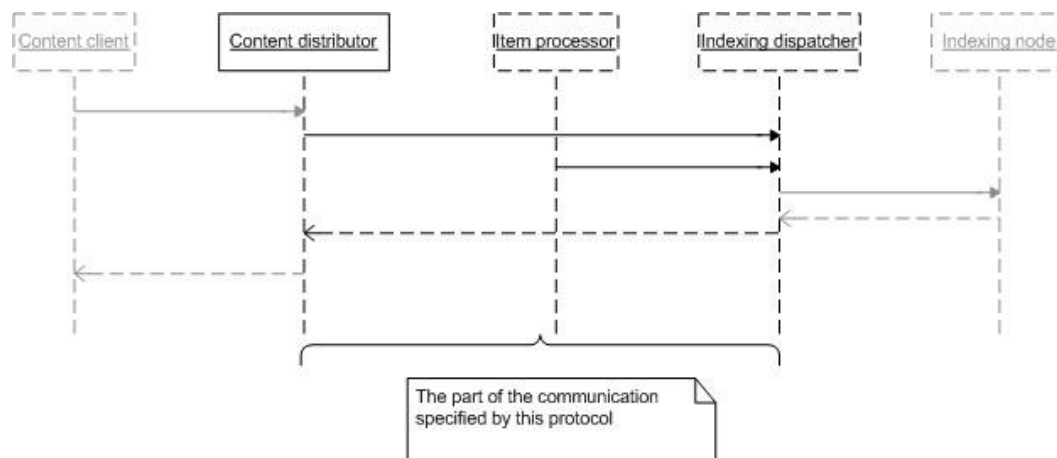 Content client
Content distributor
Item processor
Indexing dispatcher
Indexing node
The part of the communication
specified by this protocol